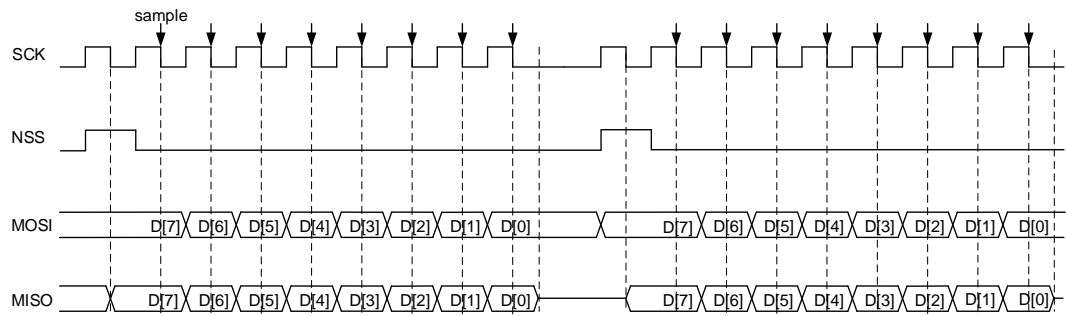 sample
SCK
NSS
MOSI D[7] D[6] D[5] D[4] D[3] D[2] D[1] D[0] D[7] D[6] D[5] D[4] D[3] D[2] D[1] D[0]
MISO D[7] D[6] D[5] D[4] D[3] D[2] D[1] D[0] D[7] D[6] D[5] D[4] D[3] D[2] D[1] D[0]